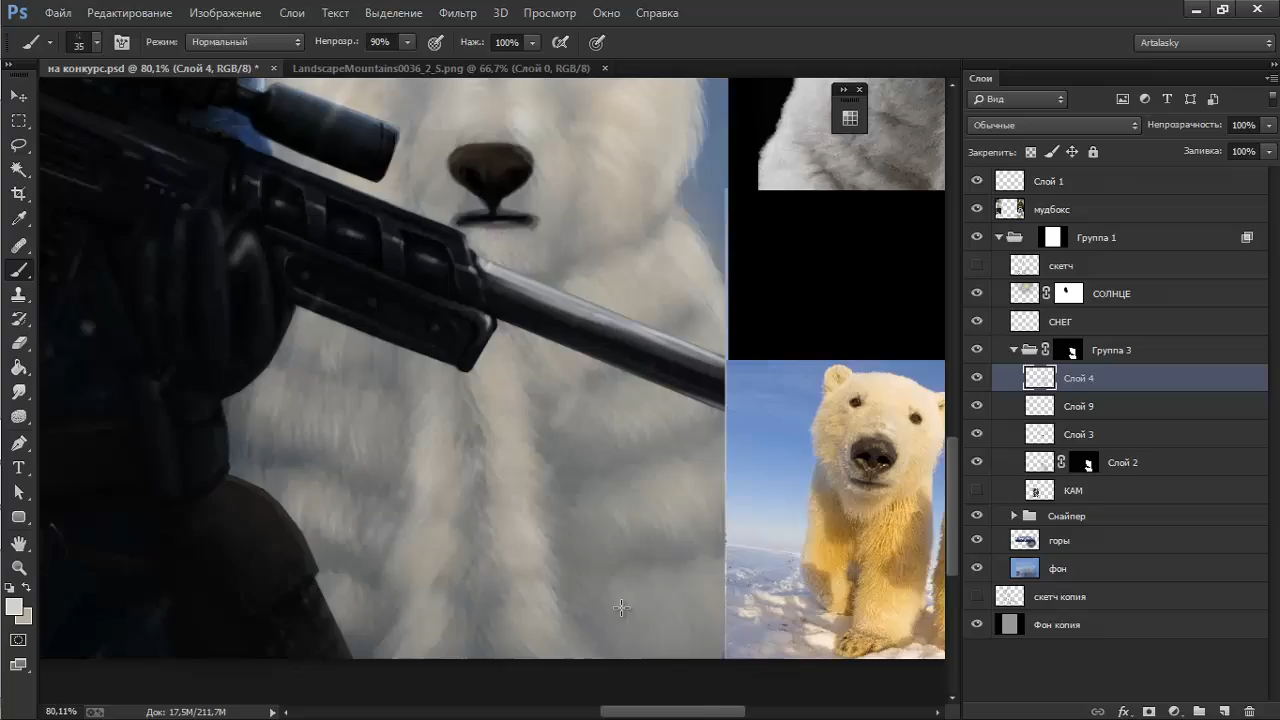 Ps Файл Редактирование Изображение Слои Текст Выделение Фильтр 3D Просмотр Окно Справка
35 Режим: Нормальный Непрозр.: 90% Наж.: 100% Artalasky
на конкурс.psd @ 80,1% (Слой 4, RGB/8) * × LandscapeMountains0036_2_S.png @ 66,7% (Слой 0, RGB/8) ×
Слои
Вид
Обычные Непрозрачность: 100%
Закрепить: Заливка: 100%
Слой 1
мудбокс
Группа 1
скетч
СОЛНЦЕ
СНЕГ
Группа 3
Слой 4
Слой 9
Слой 3
Слой 2
КАМ
Снайпер
горы
фон
скетч копия
Фон копия
80,11% Док: 17,5M/211,7M